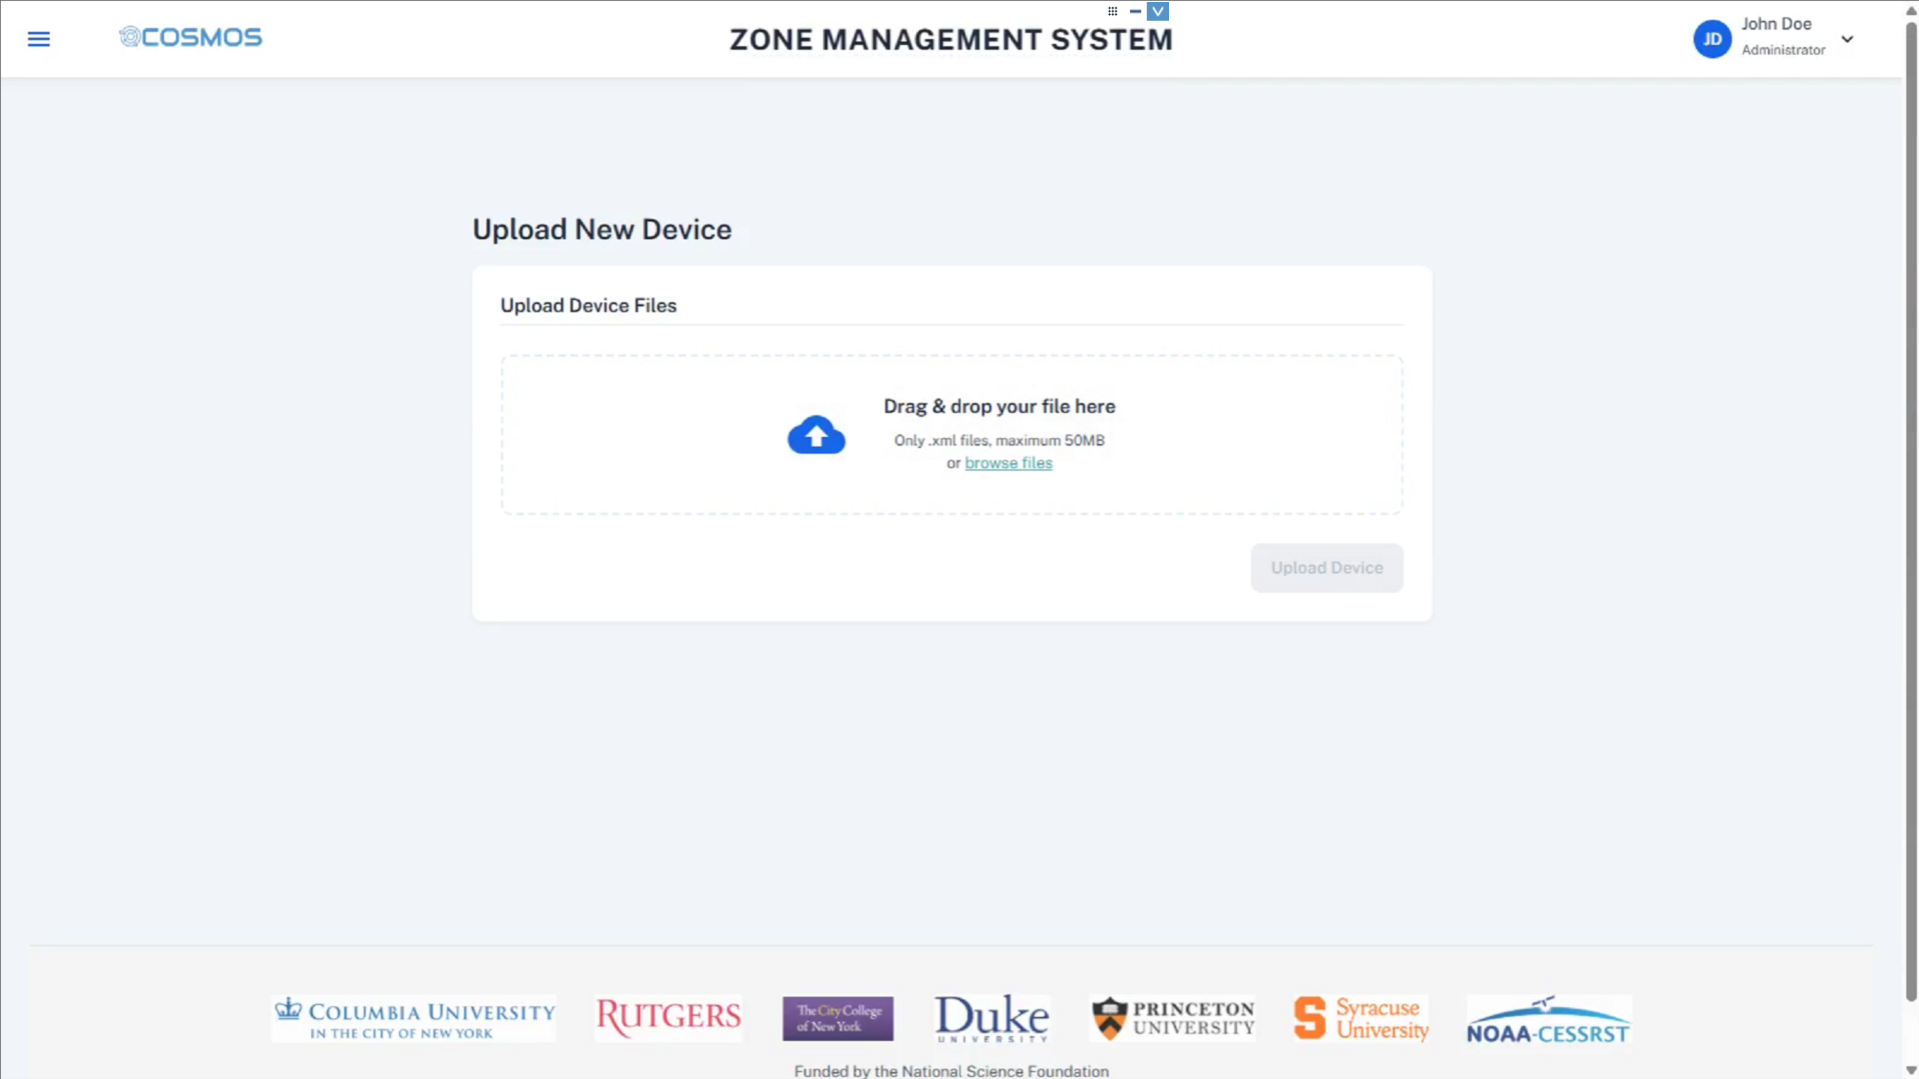 COSMOS
ZONE MANAGEMENT SYSTEM
JD
John Doe
Administrator
Upload New Device
Upload Device Files
Drag & drop your file here
Only .xml files, maximum 50MB
or browse files
Upload Device
COLUMBIA UNIVERSITY
IN THE CITY OF NEW YORK
RUTGERS
The City College
of New York
Duke
UNIVERSITY
PRINCETON
UNIVERSITY
S
Syracuse
University
NOAA-CESSRST
Funded by the National Science Foundation